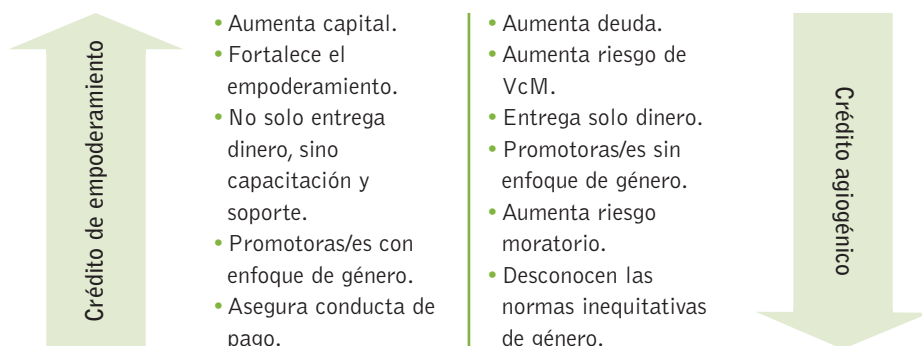 Crédito de empoderamiento
• Aumenta capital.
• Fortalece el
empoderamiento.
• No solo entrega
dinero, sino
capacitación y
soporte.
• Promotoras/es con
enfoque de género.
• Asegura conducta de
pago.
• Aumenta deuda.
• Aumenta riesgo de
VcM.
• Entrega solo dinero.
• Promotoras/es sin
enfoque de género.
• Aumenta riesgo
moratorio.
• Desconocen las
normas inequitativas
de género.
Crédito agiogénico